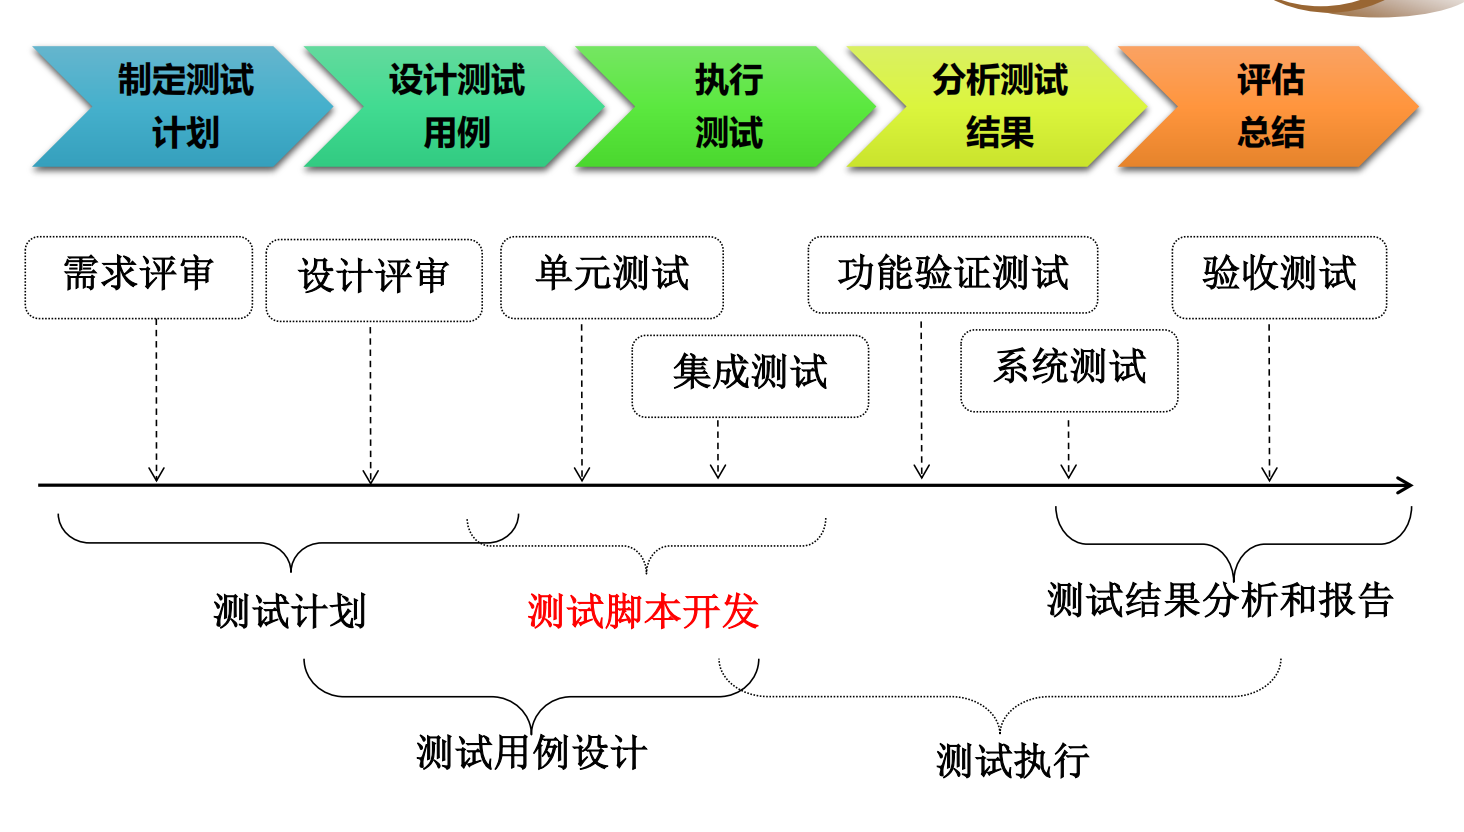 制定测试
计划
设计测试
用例
执行
测试
分析测试
结果
评估
总结
需求评审
设计评审
单元测试
功能验证测试
验收测试
集成测试
系统测试
测试计划
测试脚本开发
测试结果分析和报告
测试用例设计
测试执行